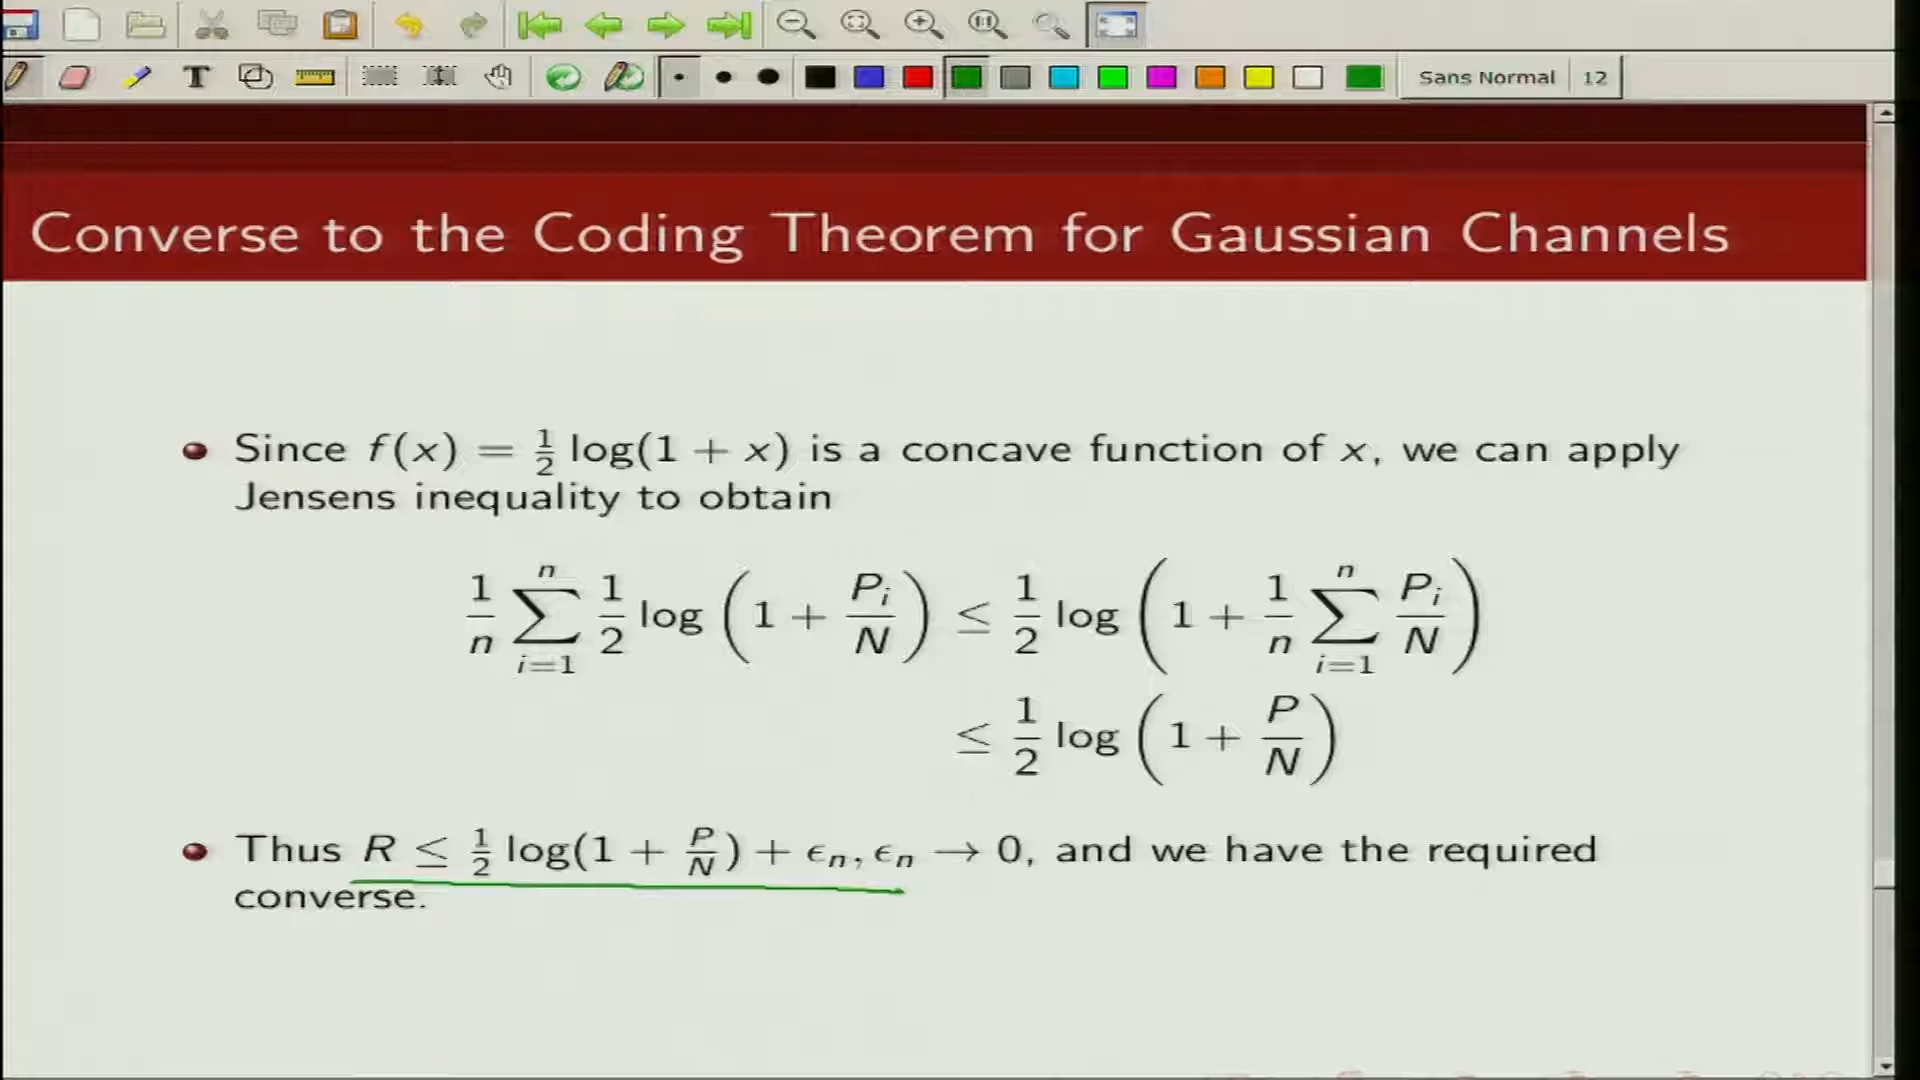 T Sans Normal 12
Converse to the Coding Theorem for Gaussian Channels
Since f(x) = 1/2 log(1 + x) is a concave function of x, we can apply
Jensens inequality to obtain
1/n ∑_{i=1}^{n} 1/2 log (1 + P_i/N) ≤ 1/2 log (1 + 1/n ∑_{i=1}^{n} P_i/N)
≤ 1/2 log (1 + P/N)
Thus R ≤ 1/2 log(1 + P/N) + ϵ_n, ϵ_n → 0, and we have the required
converse.